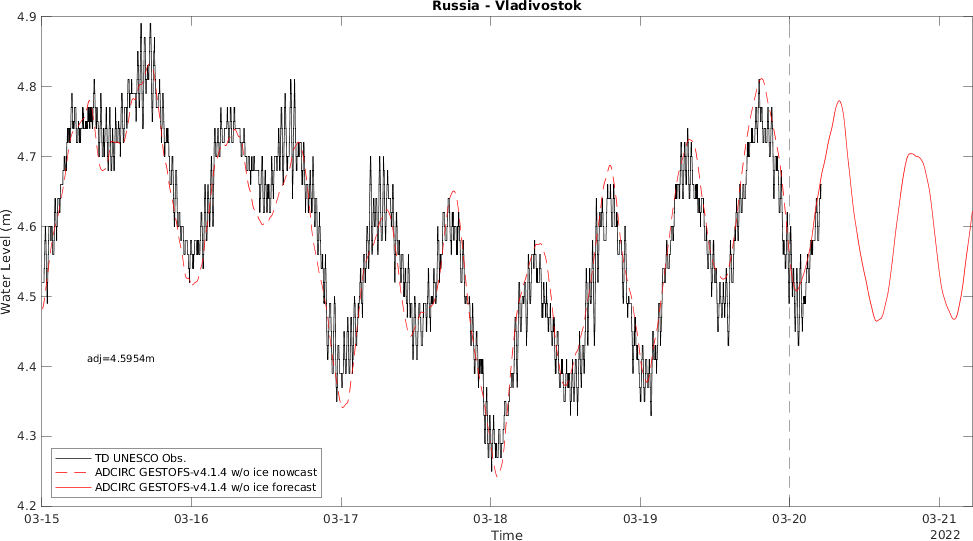 Russia - Vladivostok
4.9
4.8
4.7
4.6
4.5
4.4
4.3
4.2
Water Level (m)
adj=4.5954m
TD UNESCO Obs.
ADCIRC GESTOFS-v4.1.4 w/o ice nowcast
ADCIRC GESTOFS-v4.1.4 w/o ice forecast
03-15 03-16 03-17 03-18 03-19 03-20 03-21
Time 2022